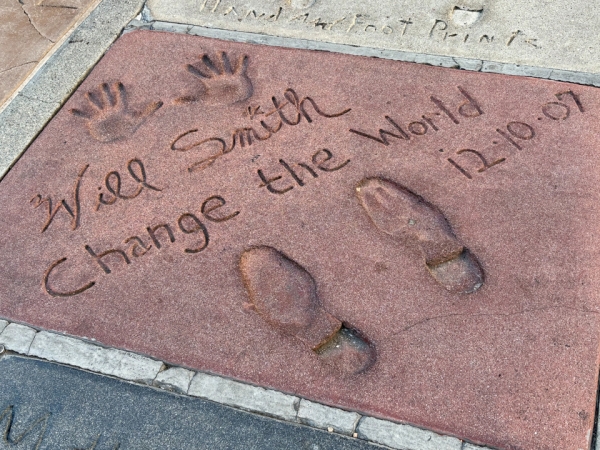 Hand and Foot Prints
"Will Smith"
Change the World
12.10.07